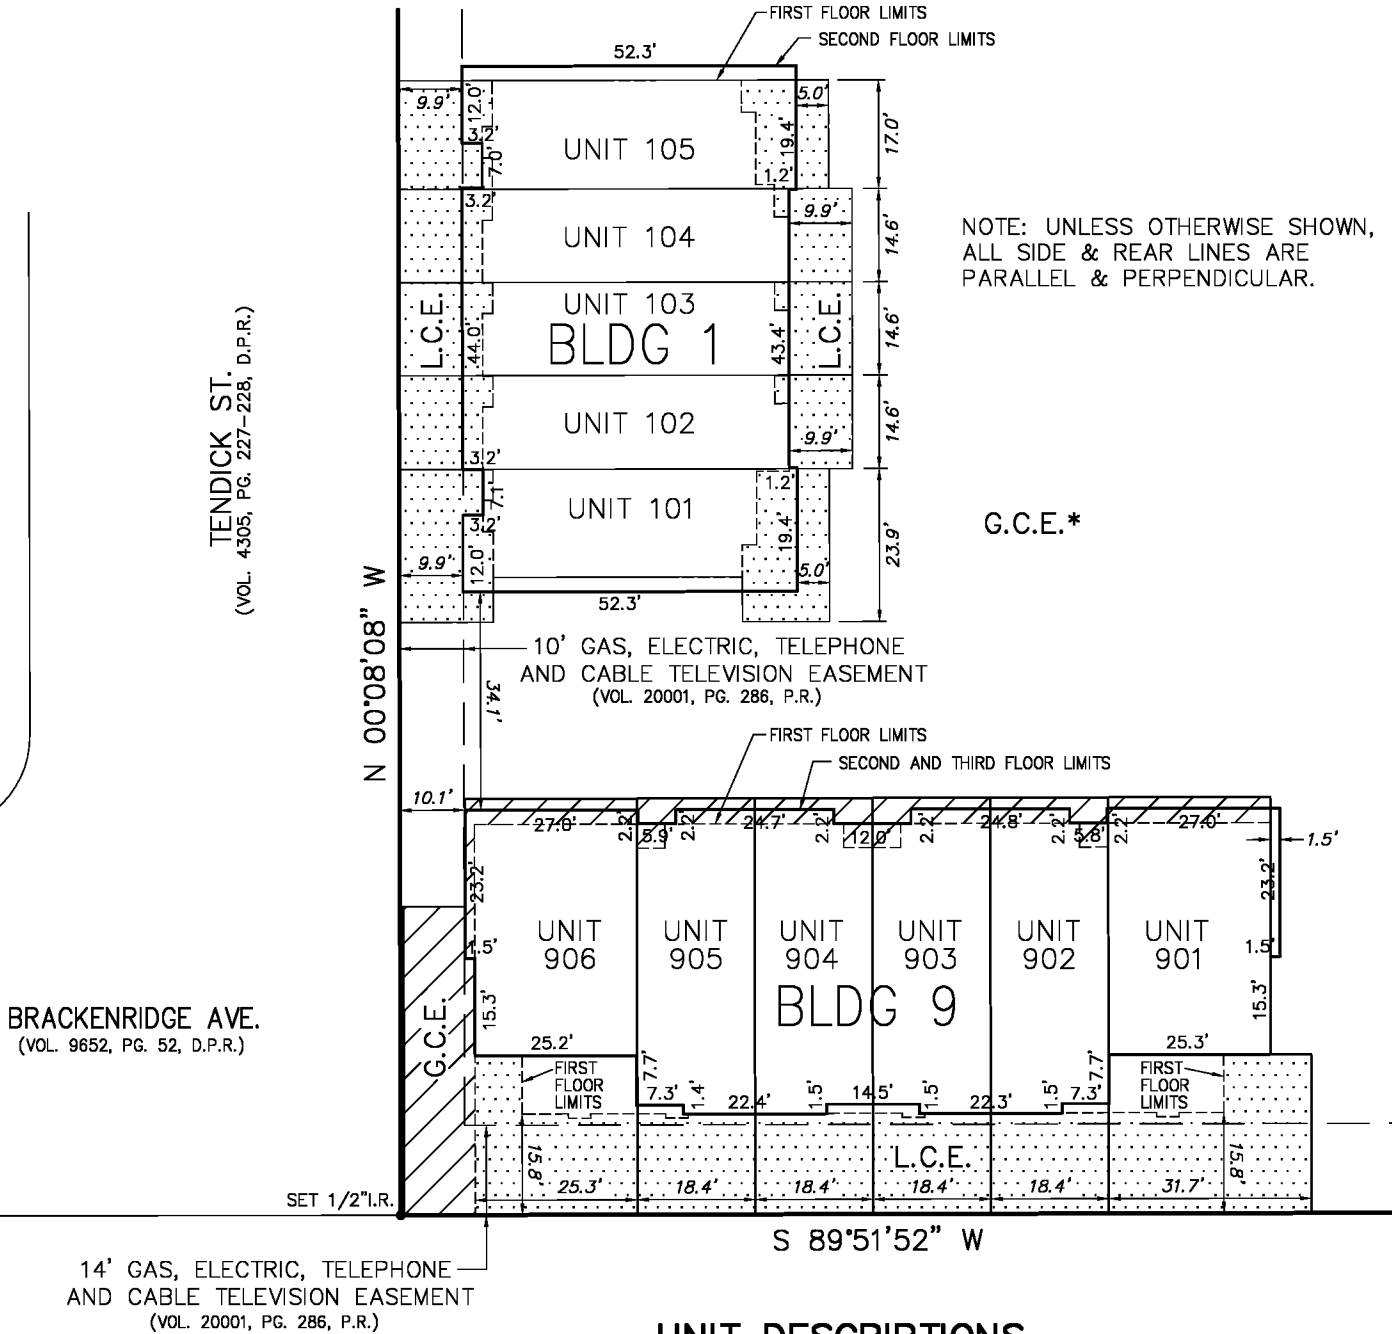 FIRST FLOOR LIMITS
SECOND FLOOR LIMITS
52.3'
9.9'
12.0'
5.0'
17.0'
3.2'
7.0'
UNIT 105
19.4'
1.2'
3.2'
9.9'
UNIT 104
14.6'
NOTE: UNLESS OTHERWISE SHOWN,
ALL SIDE & REAR LINES ARE
PARALLEL & PERPENDICULAR.
UNIT 103
L.C.E.
44.0'
BLDG 1
43.4'
L.C.E.
14.6'
TENDICK ST.
(VOL. 4305, PG. 227-228, D.P.R.)
UNIT 102
9.9'
14.6'
3.2'
7.1'
UNIT 101
1.2'
3.2'
19.4'
G.C.E.*
9.9'
12.0'
5.0'
23.9'
52.3'
N 00°08'08" W
10' GAS, ELECTRIC, TELEPHONE
AND CABLE TELEVISION EASEMENT
(VOL. 20001, PG. 286, P.R.)
34.1'
FIRST FLOOR LIMITS
SECOND AND THIRD FLOOR LIMITS
10.1'
27.0'
2.2'
5.9'
2.2'
24.7'
2.2'
12.0'
2.2'
24.8'
2.2'
5.8'
2.2'
27.0'
1.5'
23.2'
23.2'
UNIT
906
UNIT
905
UNIT
904
UNIT
903
UNIT
902
UNIT
901
1.5'
1.5'
BLDG 9
15.3'
15.3'
BRACKENRIDGE AVE.
(VOL. 9652, PG. 52, D.P.R.)
G.C.E.
25.2'
25.3'
FIRST
FLOOR
LIMITS
7.7'
7.3'
1.4'
22.4'
1.5'
14.5'
1.5'
22.3'
1.5'
7.3'
7.7'
FIRST
FLOOR
LIMITS
L.C.E.
15.8'
15.8'
25.3'
18.4'
18.4'
18.4'
18.4'
31.7'
SET 1/2"I.R.
S 89°51'52" W
14' GAS, ELECTRIC, TELEPHONE
AND CABLE TELEVISION EASEMENT
(VOL. 20001, PG. 286, P.R.)
UNIT DESCRIPTIONS